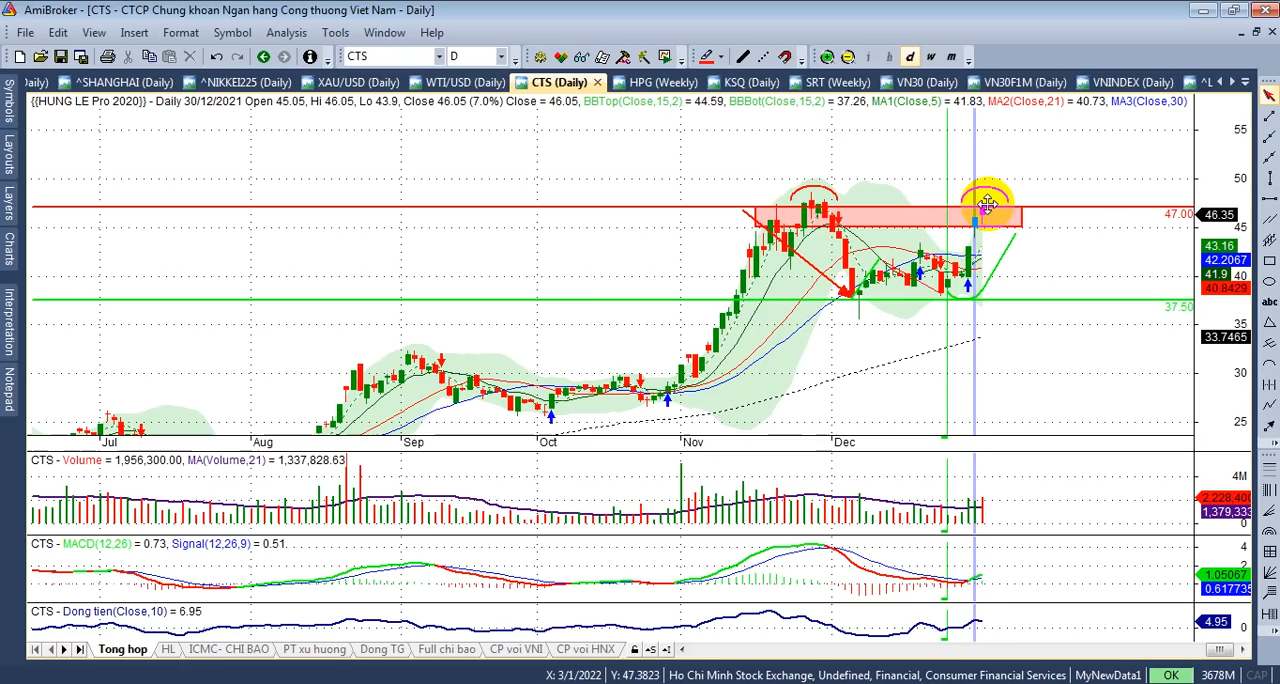 AmiBroker - [CTS - CTCP Chung khoan Ngan hang Cong thuong Viet Nam - Daily]
File Edit View Insert Format Symbol Analysis Tools Window Help
CTS D i h d w m
aily) ^SHANGHAI (Daily) ^NIKKEI225 (Daily) XAU/USD (Daily) WTI/USD (Daily) CTS (Daily) HPG (Weekly) KSQ (Daily) SRT (Weekly) VN30 (Daily) VN30F1M (Daily) VNINDEX (Daily) ^L
{{HUNG LE Pro 2020}} - Daily 30/12/2021 Open 45.05, Hi 46.05, Lo 43.9, Close 46.05 (7.0%) Close = 46.05, BBTop(Close,15,2) = 44.59, BBBot(Close,15,2) = 37.26, MA1(Close,5) = 41.83, MA2(Close,21) = 40.73, MA3(Close,30)
Symbols
Layouts
Layers
Charts
Interpretation
Notepad
55
50
47.00
46.35
45
43.16
42.2067
41.9
40
40.8429
37.50
35
33.7465
30
25
Jul Aug Sep Oct Nov Dec
CTS - Volume = 1,956,300.00, MA(Volume,21) = 1,337,828.63
4M
2,228,400
1,379,333
0
CTS - MACD(12,26) = 0.73, Signal(12,26,9) = 0.51
4
2
1.05067
0.617735
CTS - Dong tien(Close,10) = 6.95
4.95
0
Tong hop HL ICMC- CHI BAO PT xu huong Dong TG Full chi bao CP voi VNI CP voi HNX
X: 3/1/2022 Y: 47.3823 Ho Chi Minh Stock Exchange, Undefined, Financial, Consumer Financial Services MyNewData1 OK 3678M CAP
abc